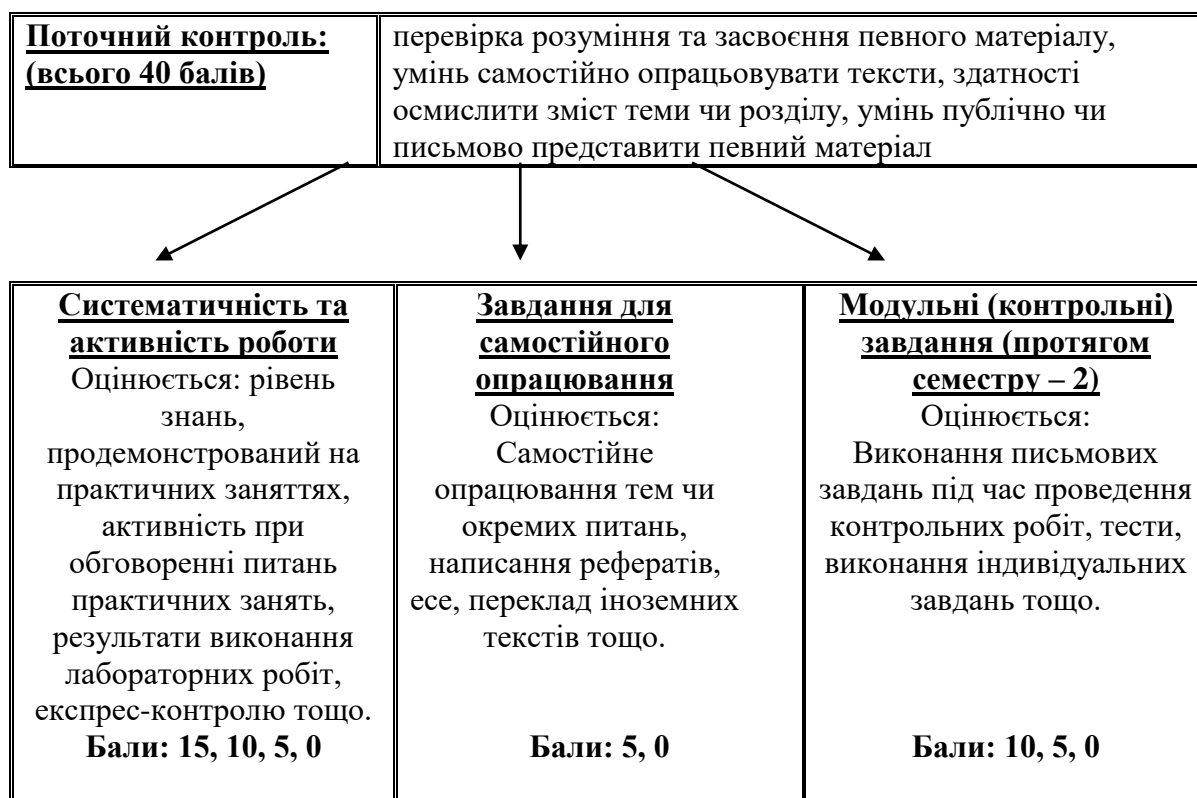 Поточний контроль:
(всього 40 балів)
перевірка розуміння та засвоєння певного матеріалу,
умінь самостійно опрацьовувати тексти, здатності
осмислити зміст теми чи розділу, умінь публічно чи
письмово представити певний матеріал
Систематичність та
активність роботи
Оцінюється: рівень
знань,
продемонстрований на
практичних заняттях,
активність при
обговоренні питань
практичних занять,
результати виконання
лабораторних робіт,
експрес-контролю тощо.
Бали: 15, 10, 5, 0
Завдання для
самостійного
опрацювання
Оцінюється:
Самостійне
опрацювання тем чи
окремих питань,
написання рефератів,
есе, переклад іноземних
текстів тощо.
Бали: 5, 0
Модульні (контрольні)
завдання (протягом
семестру – 2)
Оцінюється:
Виконання письмових
завдань під час проведення
контрольних робіт, тести,
виконання індивідуальних
завдань тощо.
Бали: 10, 5, 0